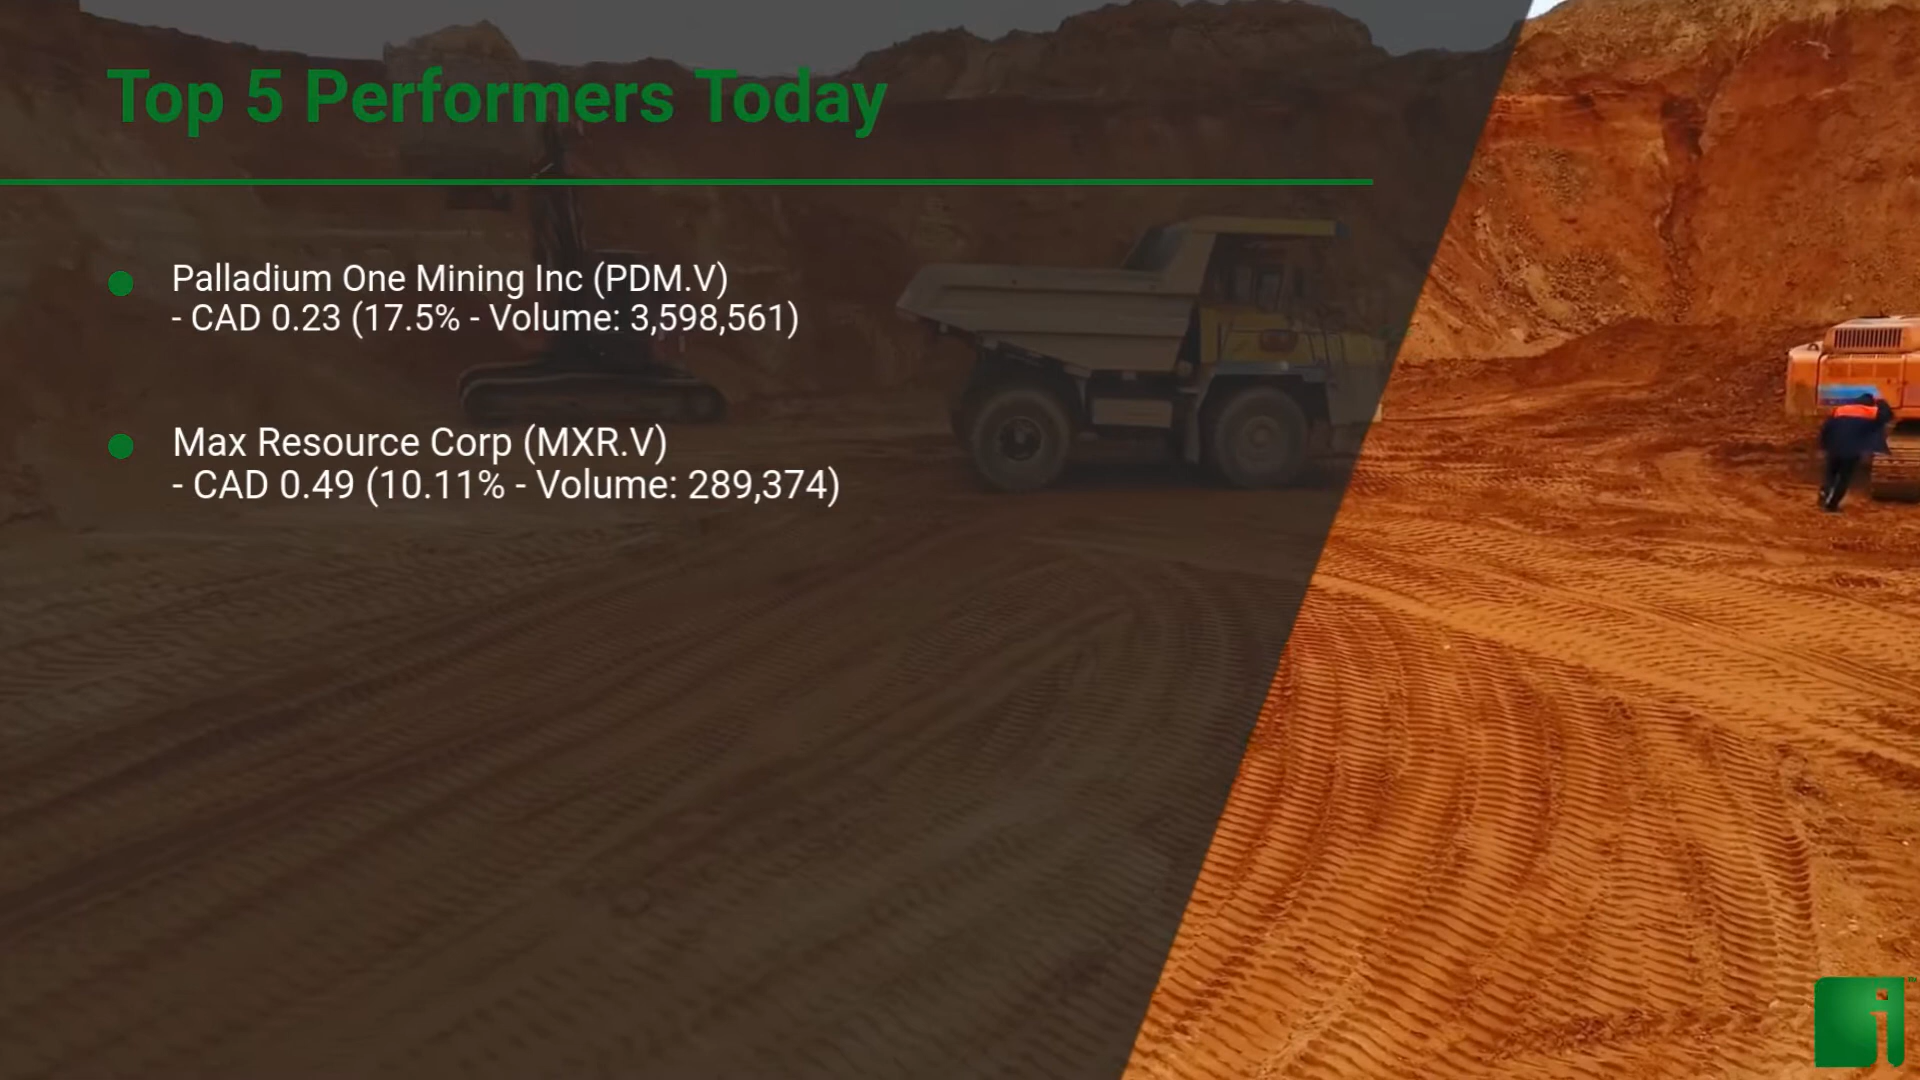 Top 5 Performers Today
Palladium One Mining Inc (PDM.V)
- CAD 0.23 (17.5% - Volume: 3,598,561)
Max Resource Corp (MXR.V)
- CAD 0.49 (10.11% - Volume: 289,374)